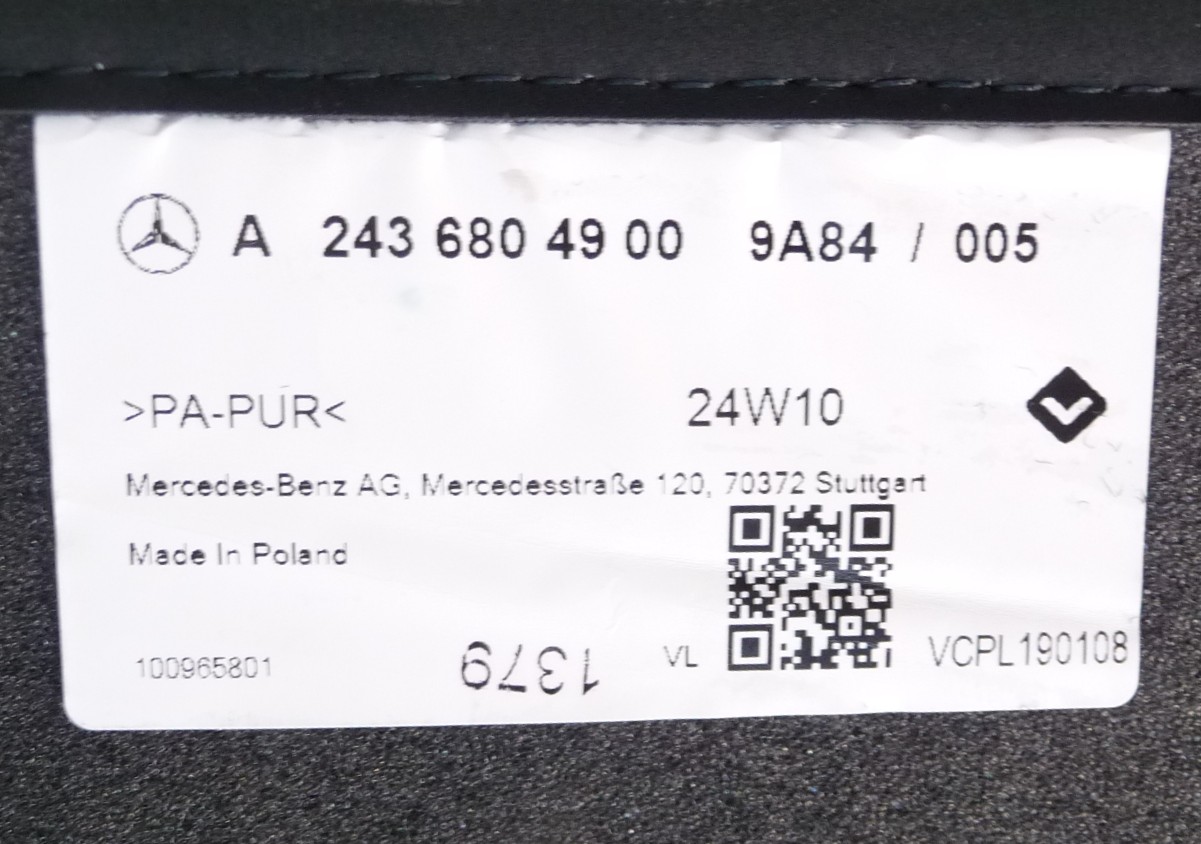 A 243 680 49 00 9A84 / 005
>PA-PUR< 24W10
Mercedes-Benz AG, Mercedesstraße 120, 70372 Stuttgart
Made In Poland
100965801 1379 VL VCPL190108